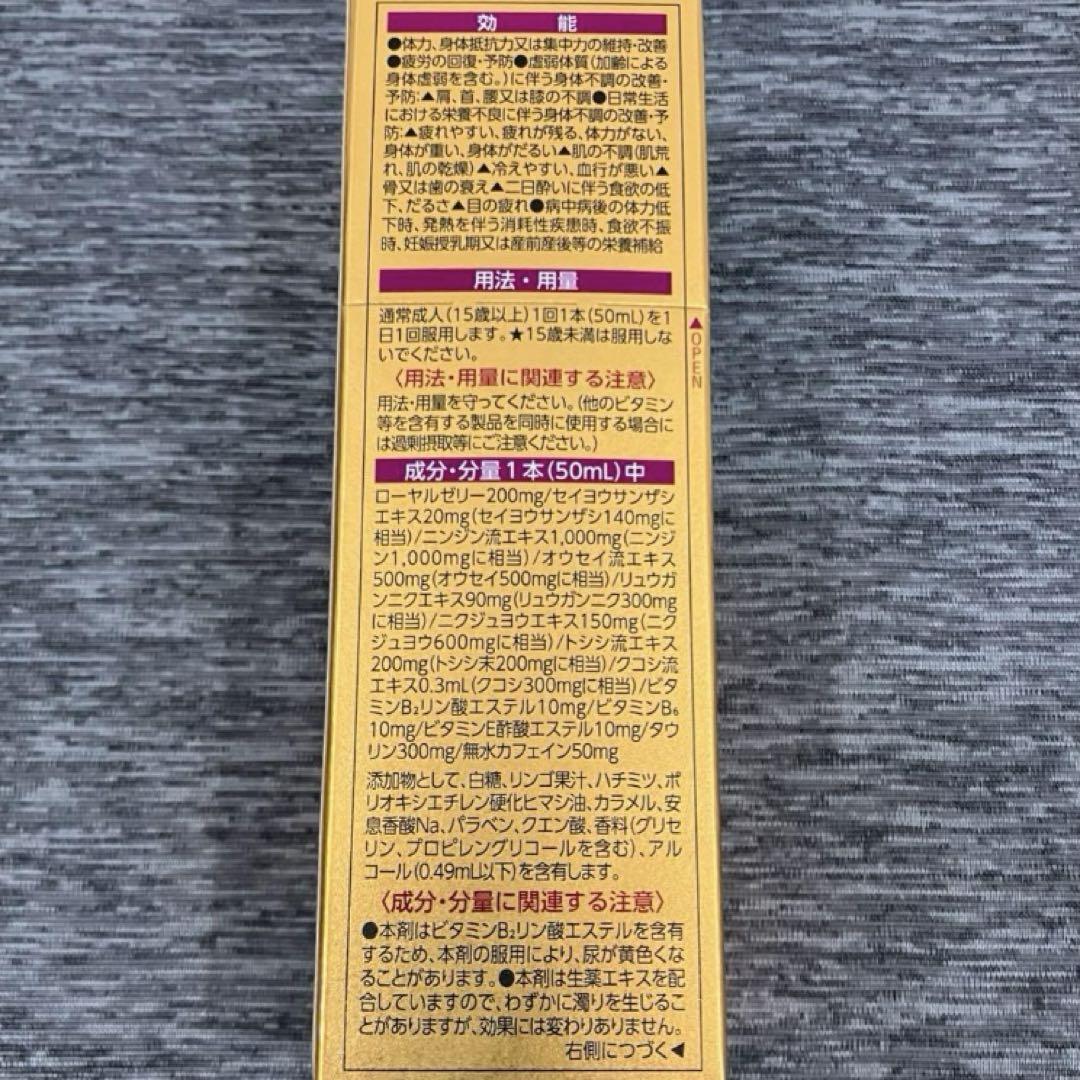 効能
●体力、身体抵抗力又は集中力の維持・改善
●疲労の回復・予防●虚弱体質(加齢による
身体虚弱を含む。)に伴う身体不調の改善・
予防:▲肩、首、腰又は膝の不調●日常生活
における栄養不良に伴う身体不調の改善・予
防:▲疲れやすい、疲れが残る、体力がない、
身体が重い、身体がだるい▲肌の不調(肌荒
れ、肌の乾燥)▲冷えやすい、血行が悪い▲
骨又は歯の衰え▲二日酔いに伴う食欲の低
下、だるさ▲目の疲れ●病中病後の体力低
下時、発熱を伴う消耗性疾患時、食欲不振
時、妊娠授乳期又は産前産後等の栄養補給
用法・用量
通常成人(15歳以上)1回1本(50mL)を1
日1回服用します。★15歳未満は服用しな
いでください。
〈用法・用量に関連する注意〉
用法・用量を守ってください。(他のビタミン
等を含有する製品を同時に使用する場合に
は過剰摂取等にご注意ください。)
▲OPEN
成分・分量1本(50mL)中
ローヤルゼリー200mg/セイヨウサンザシ
エキス20mg(セイヨウサンザシ140mgに
相当)/ニンジン流エキス1,000mg(ニンジ
ン1,000mgに相当)/オウセイ流エキス
500mg(オウセイ500mgに相当)/リュウガ
ンニクエキス90mg(リュウガンニク300mg
に相当)/ニクジュヨウエキス150mg(ニク
ジュヨウ600mgに相当)/トシシ流エキス
200mg(トシシ末200mgに相当)/クコシ流
エキス0.3mL(クコシ300mgに相当)/ビタ
ミンB₂リン酸エステル10mg/ビタミンB₆
10mg/ビタミンE酢酸エステル10mg/タウ
リン300mg/無水カフェイン50mg
添加物として、白糖、リンゴ果汁、ハチミツ、ポ
リオキシエチレン硬化ヒマシ油、カラメル、安
息香酸Na、パラベン、クエン酸、香料(グリセ
リン、プロピレングリコールを含む)、アル
コール(0.49mL以下)を含有します。
〈成分・分量に関連する注意〉
●本剤はビタミンB₂リン酸エステルを含有
するため、本剤の服用により、尿が黄色くな
ることがあります。●本剤は生薬エキスを配
合していますので、わずかに濁りを生じるこ
とがありますが、効果には変わりありません。
右側につづく◀